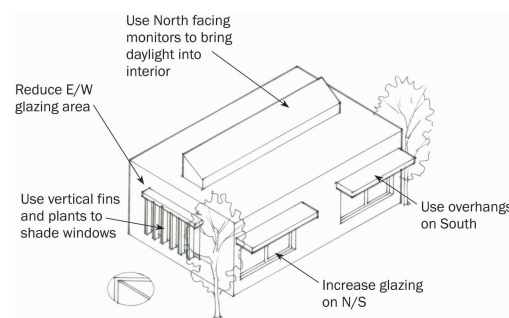 Use North facing
monitors to bring
daylight into
interior
Reduce E/W
glazing area
Use vertical fins
and plants to
shade windows
Use overhangs
on South
Increase glazing
on N/S